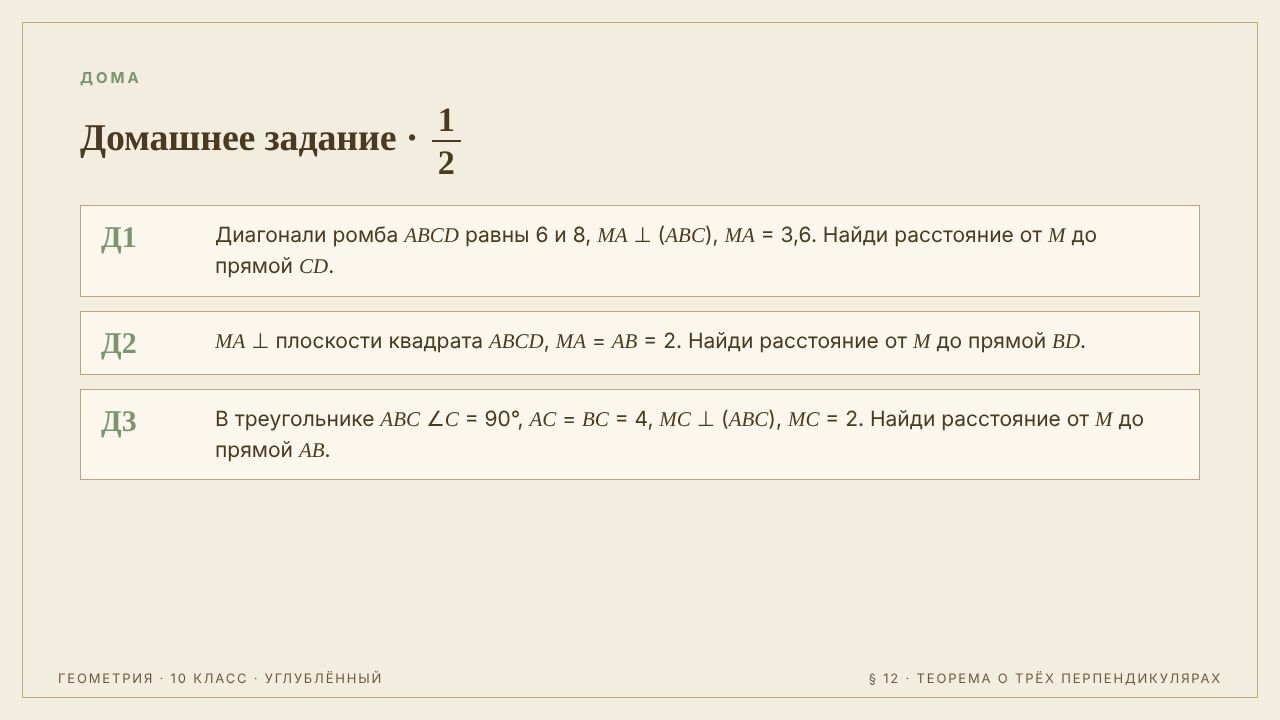 ДОМА
Домашнее задание · 1/2
Д1
Диагонали ромба ABCD равны 6 и 8, MA ⊥ (ABC), MA = 3,6. Найди расстояние от M до
прямой CD.
Д2
MA ⊥ плоскости квадрата ABCD, MA = AB = 2. Найди расстояние от M до прямой BD.
Д3
В треугольнике ABC ∠C = 90°, AC = BC = 4, MC ⊥ (ABC), MC = 2. Найди расстояние от M до
прямой AB.
ГЕОМЕТРИЯ · 10 КЛАСС · УГЛУБЛЁННЫЙ
§ 12 · ТЕОРЕМА О ТРЁХ ПЕРПЕНДИКУЛЯРАХ